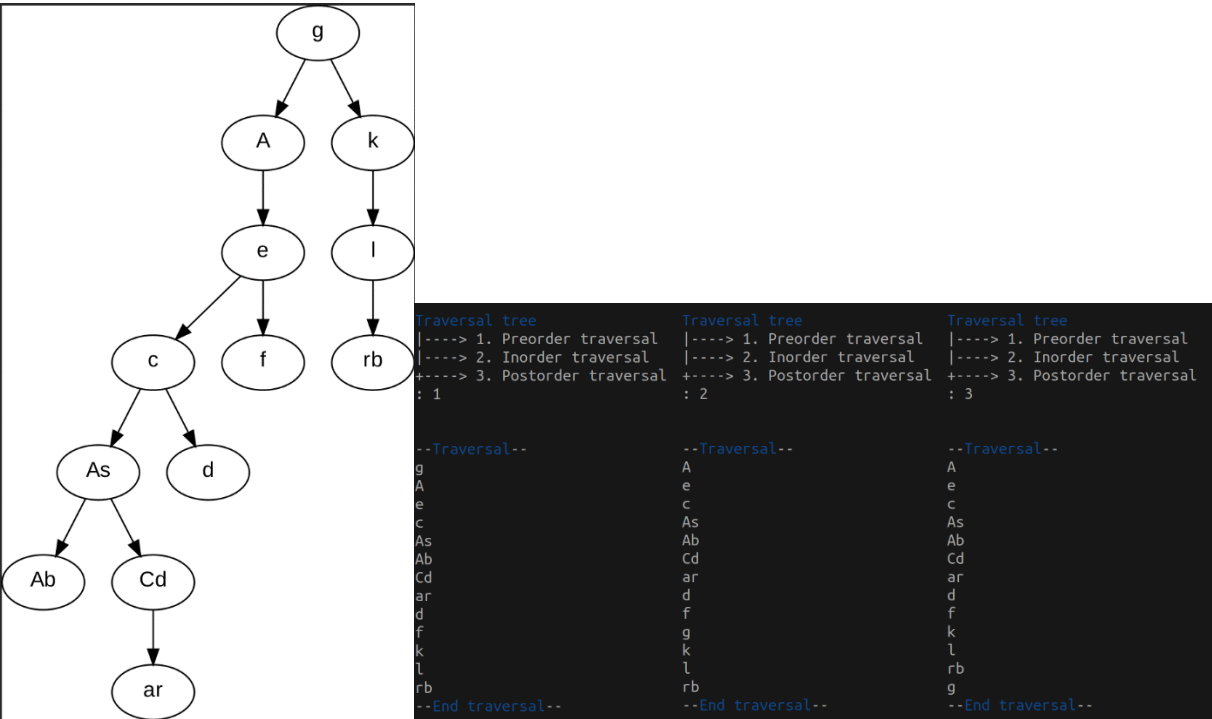 g
A k
e l
c f rb
As d
Ab Cd
ar
Traversal tree
|----> 1. Preorder traversal
|----> 2. Inorder traversal
+----> 3. Postorder traversal
: 1
--Traversal--
g
A
e
c
As
Ab
Cd
ar
d
f
k
l
rb
--End traversal--
Traversal tree
|----> 1. Preorder traversal
|----> 2. Inorder traversal
+----> 3. Postorder traversal
: 2
--Traversal--
A
e
c
As
Ab
Cd
ar
d
f
g
k
l
rb
--End traversal--
Traversal tree
|----> 1. Preorder traversal
|----> 2. Inorder traversal
+----> 3. Postorder traversal
: 3
--Traversal--
A
e
c
As
Ab
Cd
ar
d
f
k
l
rb
g
--End traversal--